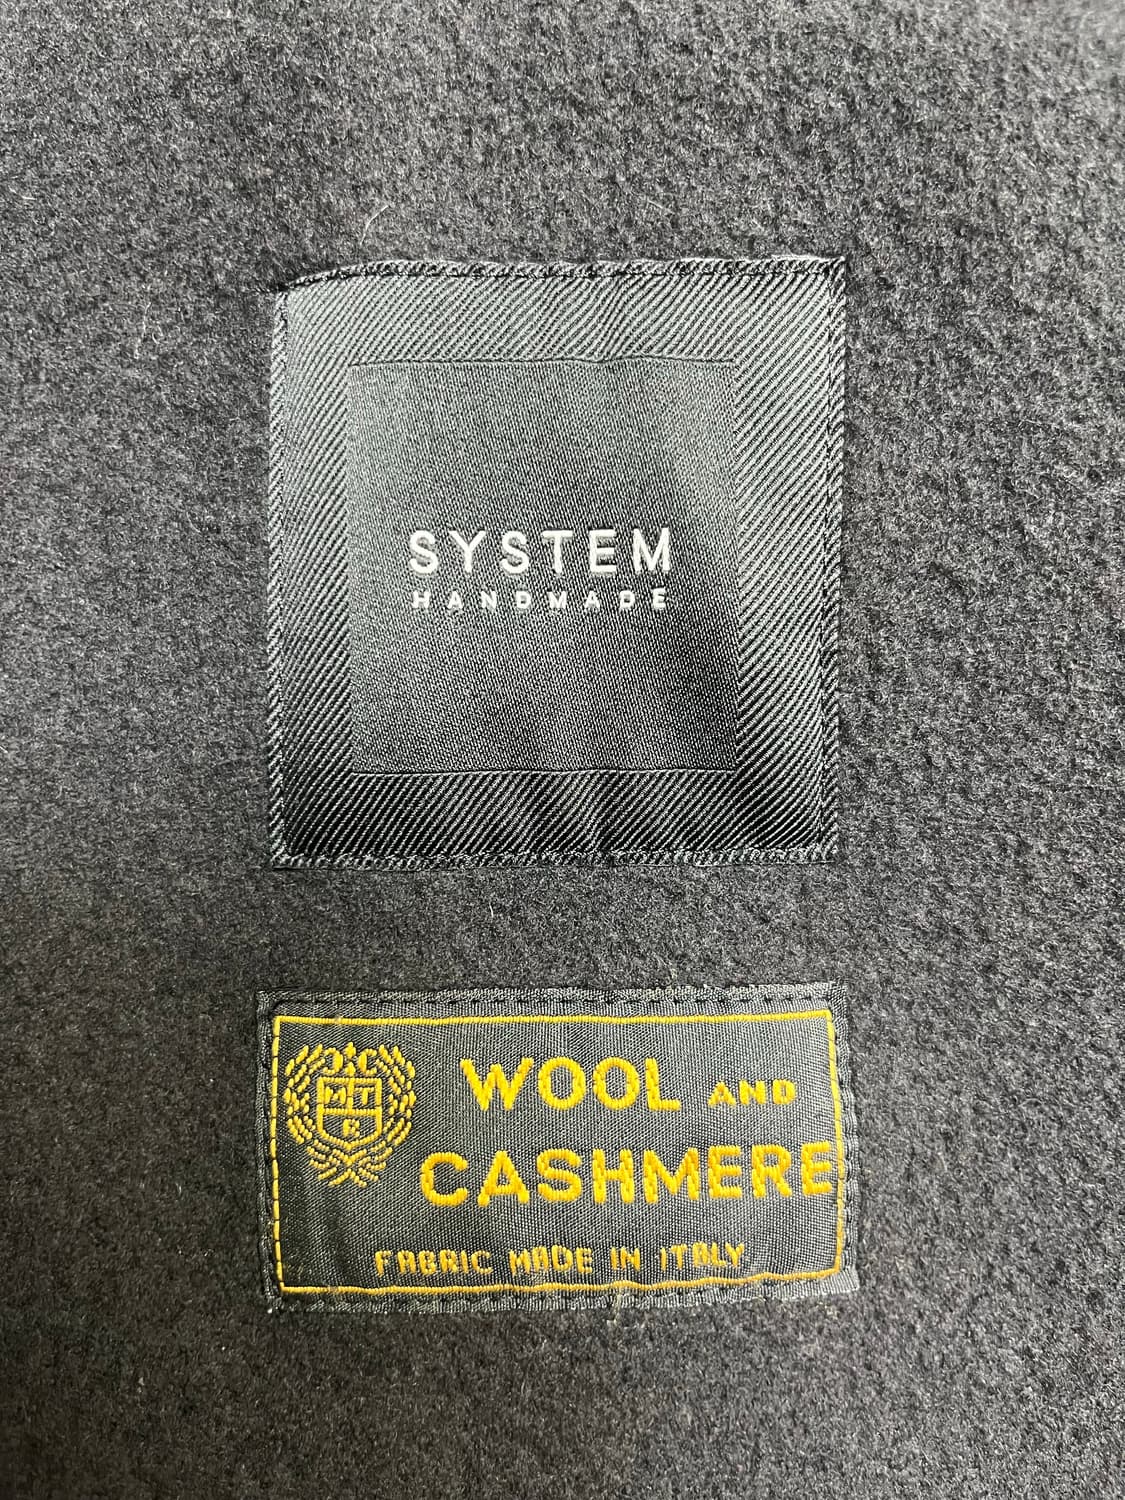 SYSTEM
HANDMADE
WOOL AND
CASHMERE
FABRIC MADE IN ITALY